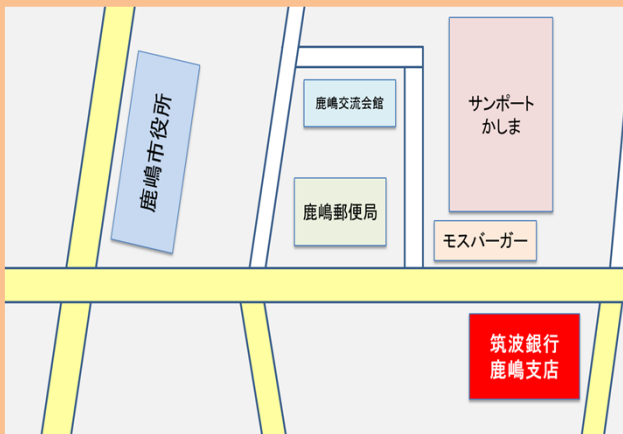 鹿嶋市役所
鹿嶋交流会館
サンポート
かしま
鹿嶋郵便局
モスバーガー
筑波銀行
鹿嶋支店